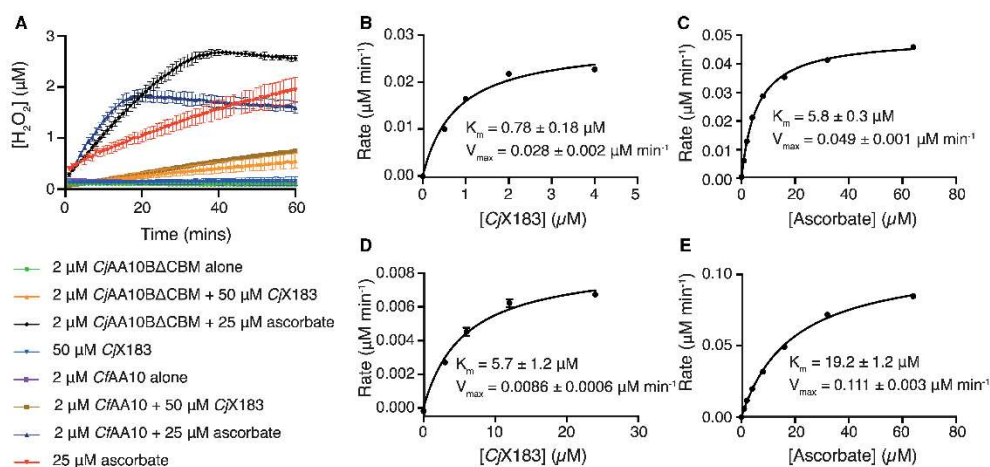 A
[H₂O₂] (µM)
3
2
1
0
0 20 40 60
Time (mins)
2 µM CjAA10BΔCBM alone
2 µM CjAA10BΔCBM + 50 µM CjX183
2 µM CjAA10BΔCBM + 25 µM ascorbate
50 µM CjX183
2 µM CfAA10 alone
2 µM CfAA10 + 50 µM CjX183
2 µM CfAA10 + 25 µM ascorbate
25 µM ascorbate
B
Rate (µM min⁻¹)
0.03
0.02
0.01
0.00
Kₘ = 0.78 ± 0.18 µM
Vₘₐₓ = 0.028 ± 0.002 µM min⁻¹
0 1 2 3 4 5
[CjX183] (µM)
C
Rate (µM min⁻¹)
0.05
0.04
0.03
0.02
0.01
0.00
Kₘ = 5.8 ± 0.3 µM
Vₘₐₓ = 0.049 ± 0.001 µM min⁻¹
0 20 40 60 80
[Ascorbate] (µM)
D
Rate (µM min⁻¹)
0.008
0.006
0.004
0.002
0.000
Kₘ = 5.7 ± 1.2 µM
Vₘₐₓ = 0.0086 ± 0.0006 µM min⁻¹
0 10 20 30
[CjX183] (µM)
E
Rate (µM min⁻¹)
0.10
0.05
0.00
Kₘ = 19.2 ± 1.2 µM
Vₘₐₓ = 0.111 ± 0.003 µM min⁻¹
0 20 40 60 80
[Ascorbate] (µM)